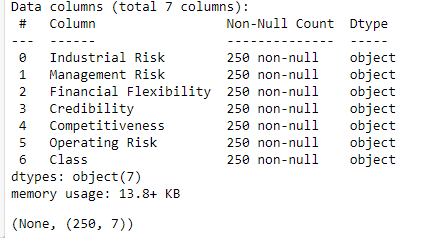 Data columns (total 7 columns):
 #   Column                 Non-Null Count  Dtype
---  ------                 --------------  -----
 0   Industrial Risk        250 non-null    object
 1   Management Risk        250 non-null    object
 2   Financial Flexibility  250 non-null    object
 3   Credibility            250 non-null    object
 4   Competitiveness        250 non-null    object
 5   Operating Risk         250 non-null    object
 6   Class                  250 non-null    object
dtypes: object(7)
memory usage: 13.8+ KB
(None, (250, 7))